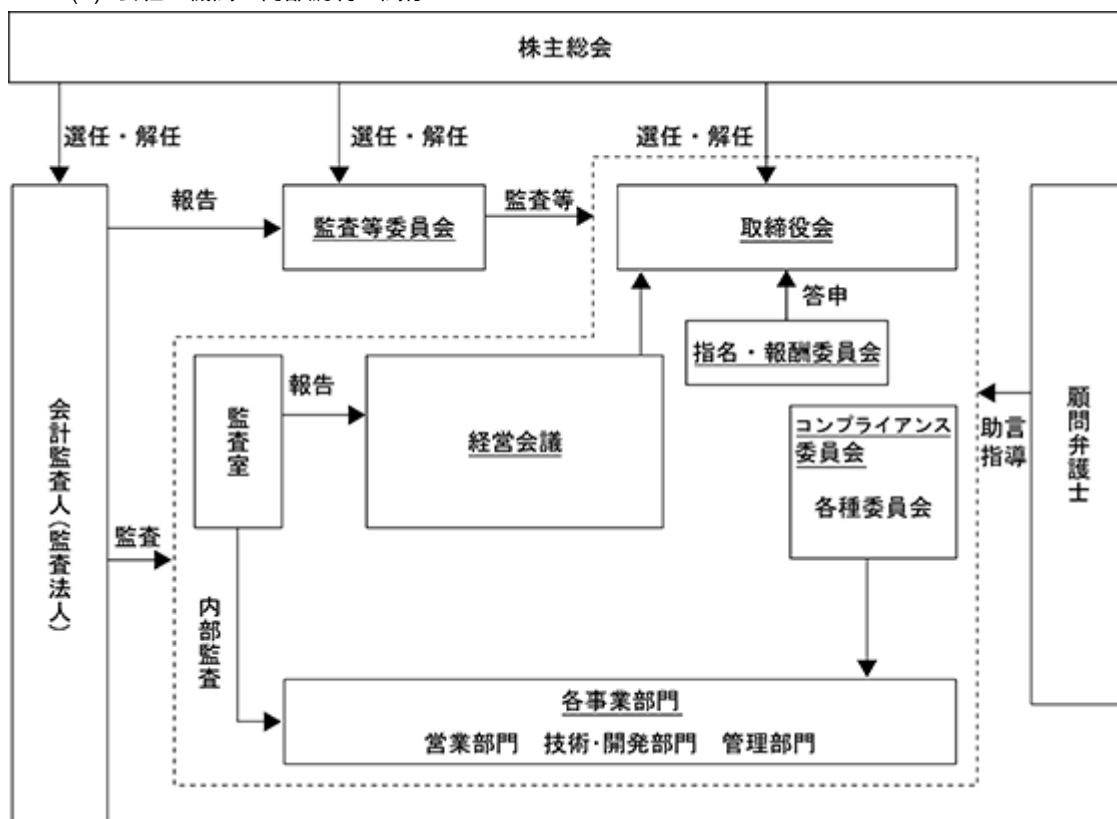 株主総会
選任・解任
選任・解任
選任・解任
報告
監査等委員会
監査等
取締役会
答申
指名・報酬委員会
会計監査人(監査法人)
監査室
報告
経営会議
コンプライアンス
委員会
各種委員会
助言
指導
顧問弁護士
監査
内部監査
各事業部門
営業部門 技術・開発部門 管理部門